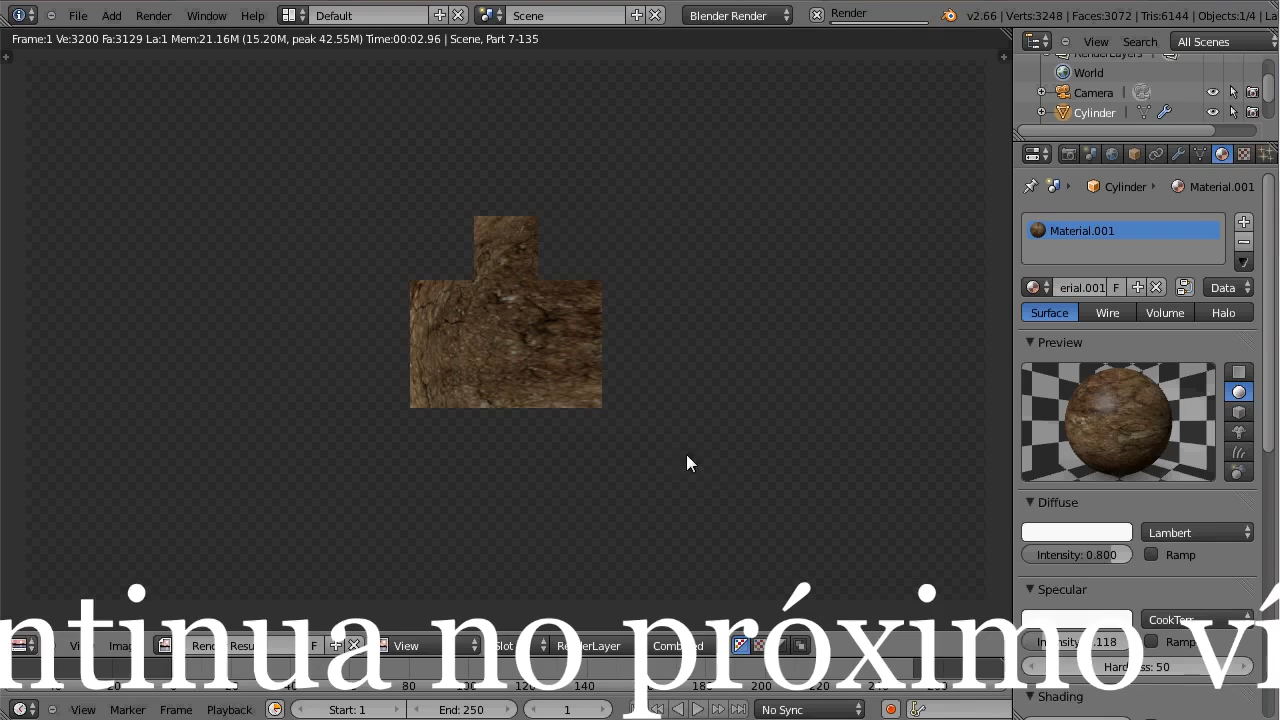 File Add Render Window Help Default Scene Blender Render Render v2.66 | Verts:3248 | Faces:3072 | Tris:6144 | Objects:1/4 | La
Frame:1 Ve:3200 Fa:3129 La:1 Mem:21.16M (15.20M, peak 42.55M) Time:00:02.96 | Scene, Part 7-135
View Search All Scenes
RenderLayers
World
Camera
Cylinder
Cylinder Material.001
Material.001
erial.001 F Data
Surface Wire Volume Halo
Preview
Diffuse
Lambert
Intensity: 0.800 Ramp
Specular
CookTorr
Ramp
Hardness: 50
Shading
ntinua no próximo ví
F View Slot RenderLayer Combined
View Marker Frame Playback Start: 1 End: 250 1 No Sync